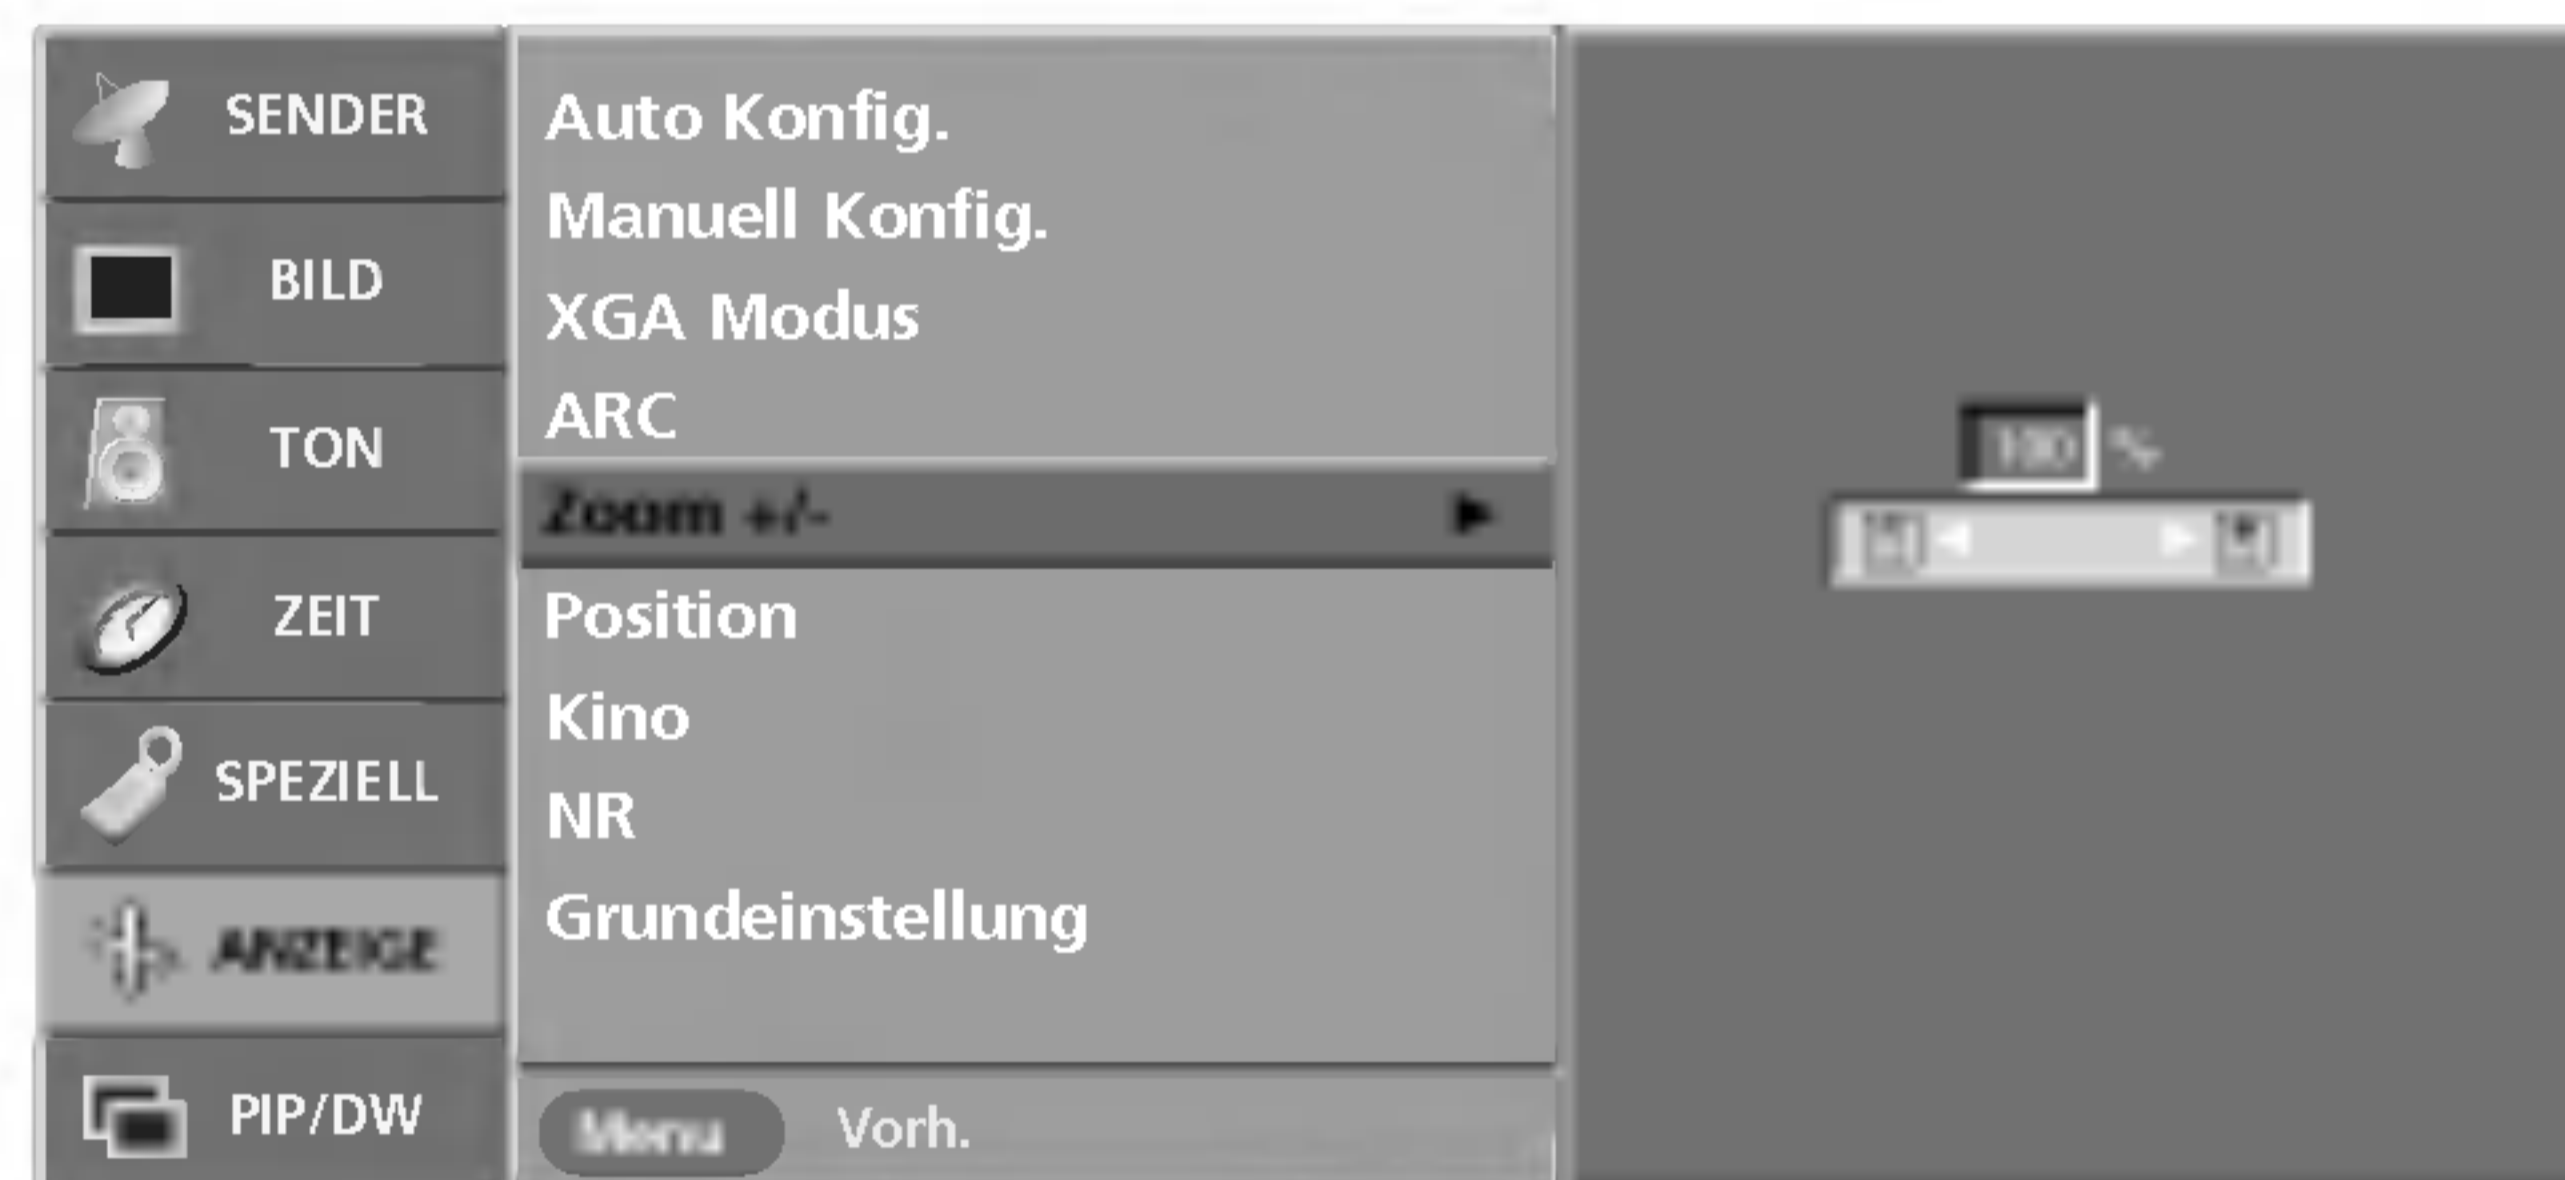 SENDER
BILD
TON
ZEIT
SPEZIELL
ANZEIGE
PIP/DW
Auto Konfig.
Manuell Konfig.
XGA Modus
ARC
Zoom +/-
Position
Kino
NR
Grundeinstellung
Menu Vorh.
100 %